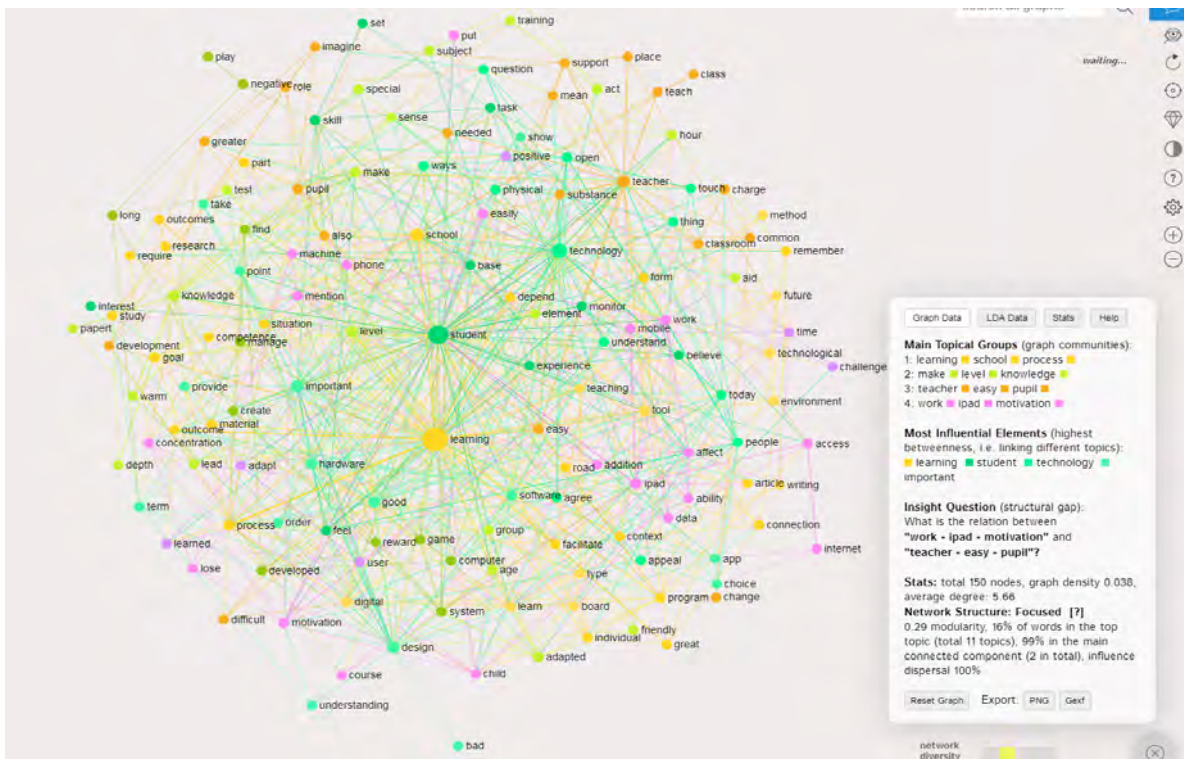 set
training
imagine
put
subject
play
question
support
place
class
waiting...
negative
role
special
mean
act
teach
task
skill
sense
needed
show
hour
greater
part
ways
positive
open
make
teacher
test
pupil
physical
substance
touch
charge
take
easily
long
outcomes
find
also
school
thing
method
research
require
machine
technology
classroom
common
remember
point
phone
base
form
aid
knowledge
mention
depend
monitor
future
interest
study
situation
element
mobile
work
papert
competence
level
student
understand
time
development
manage
goal
believe
technological
experience
challenge
provide
important
teaching
today
warm
create
tool
environment
outcome
material
easy
learning
people
concentration
affect
access
depth
lead
adapt
hardware
road
addition
ipad
ability
article
writing
term
good
software
agree
data
process
order
feel
group
context
connection
learned
reward
game
facilitate
internet
lose
developed
user
computer
age
type
appeal
app
choice
digital
system
learn
board
program
change
difficult
motivation
individual
friendly
great
design
adapted
course
child
understanding
bad
Graph Data
LDA Data
Stats
Help
Main Topical Groups (graph communities):
1: learning school process
2: make level knowledge
3: teacher easy pupil
4: work ipad motivation
Most Influential Elements (highest
betweenness, i.e. linking different topics):
learning student technology
important
Insight Question (structural gap):
What is the relation between
"work - ipad - motivation" and
"teacher - easy - pupil"?
Stats: total 150 nodes, graph density 0.038,
average degree: 5.66
Network Structure: Focused [?]
0.29 modularity, 16% of words in the top
topic (total 11 topics), 99% in the main
connected component (2 in total), influence
dispersal 100%
Reset Graph
Export:
PNG
Gexf
network
diversity